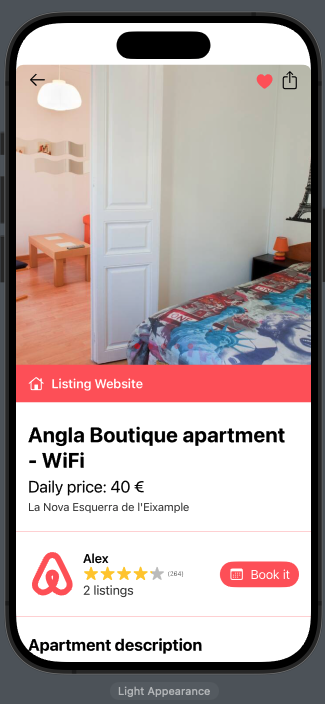 Listing Website
Angla Boutique apartment
- WiFi
Daily price: 40 €
La Nova Esquerra de l'Eixample
Alex
(264)
2 listings
Book it
Apartment description
Light Appearance